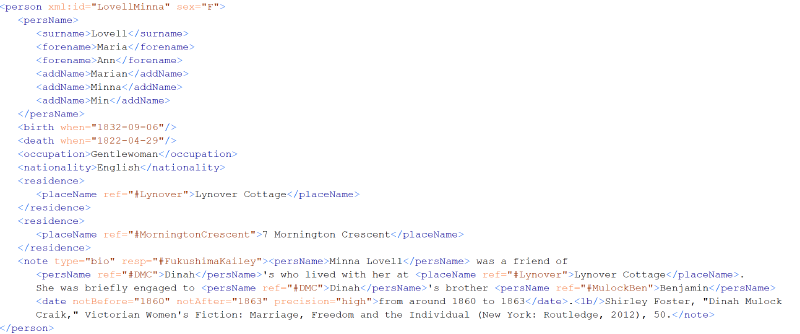 <person xml:id="LovellMinna" sex="F">
<persName>
<surname>Lovell</surname>
<forename>Maria</forename>
<forename>Ann</forename>
<addName>Marian</addName>
<addName>Minna</addName>
<addName>Min</addName>
</persName>
<birth when="1832-09-06"/>
<death when="1822-04-29"/>
<occupation>Gentlewoman</occupation>
<nationality>English</nationality>
<residence>
<placeName ref="#Lynover">Lynover Cottage</placeName>
</residence>
<residence>
<placeName ref="#MorningtonCrescent">7 Mornington Crescent</placeName>
</residence>
<note type="bio" resp="#FukushimaKailey"><persName>Minna Lovell</persName> was a friend of
<persName ref="#DMC">Dinah</persName>'s who lived with her at <placeName ref="#Lynover">Lynover Cottage</placeName>.
She was briefly engaged to <persName ref="#DMC">Dinah</persName>'s brother <persName ref="#MulockBen">Benjamin</persName>
<date notBefore="1860" notAfter="1863" precision="high">from around 1860 to 1863</date>.<lb/>Shirley Foster, "Dinah Mulock
Craik," Victorian Women's Fiction: Marriage, Freedom and the Individual (New York: Routledge, 2012), 50.</note>
</person>